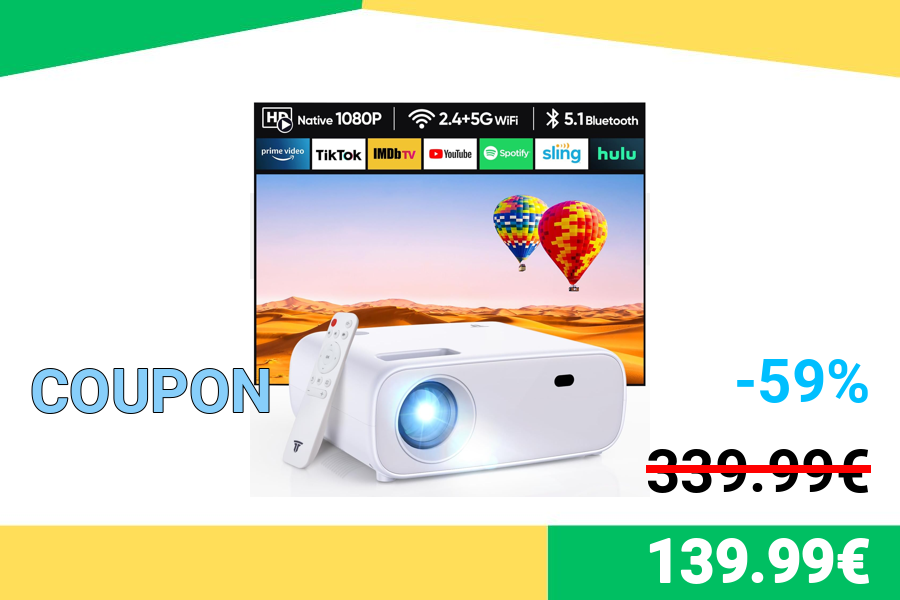 HD Native 1080P 2.4+5G WiFi 5.1 Bluetooth
prime video TikTok IMDb TV YouTube Spotify sling hulu
COUPON
-59%
339.99€
139.99€